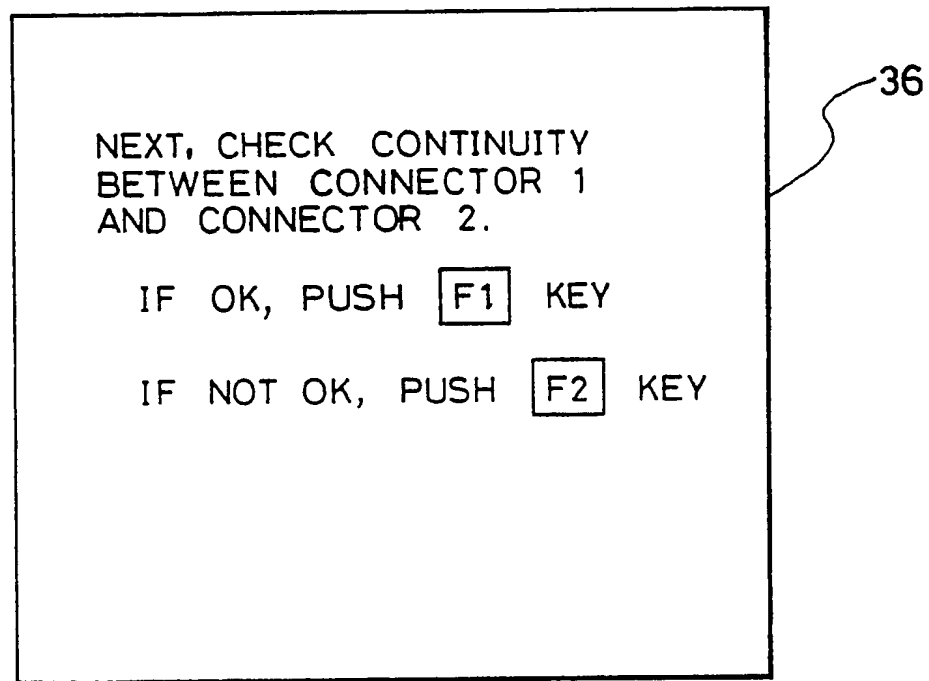 NEXT, CHECK CONTINUITY
BETWEEN CONNECTOR 1
AND CONNECTOR 2.
IF OK, PUSH F1 KEY
IF NOT OK, PUSH F2 KEY
36